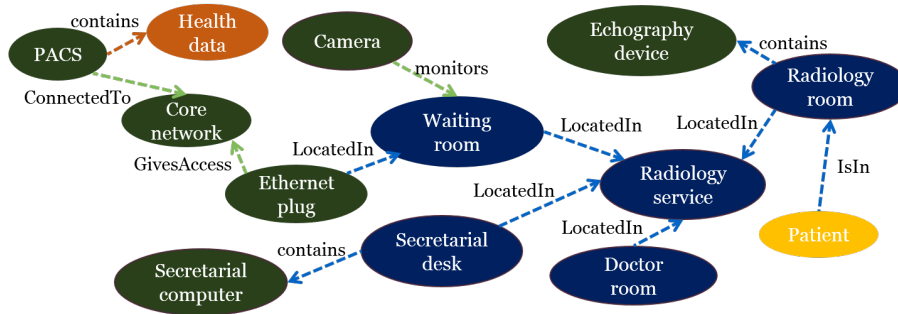 contains
Health
data
PACS
ConnectedTo
Core
network
GivesAccess
Camera
monitors
Waiting
room
LocatedIn
Ethernet
plug
LocatedIn
Echography
device
contains
Radiology
room
LocatedIn
IsIn
Patient
Radiology
service
LocatedIn
LocatedIn
Secretarial
desk
contains
Secretarial
computer
Doctor
room